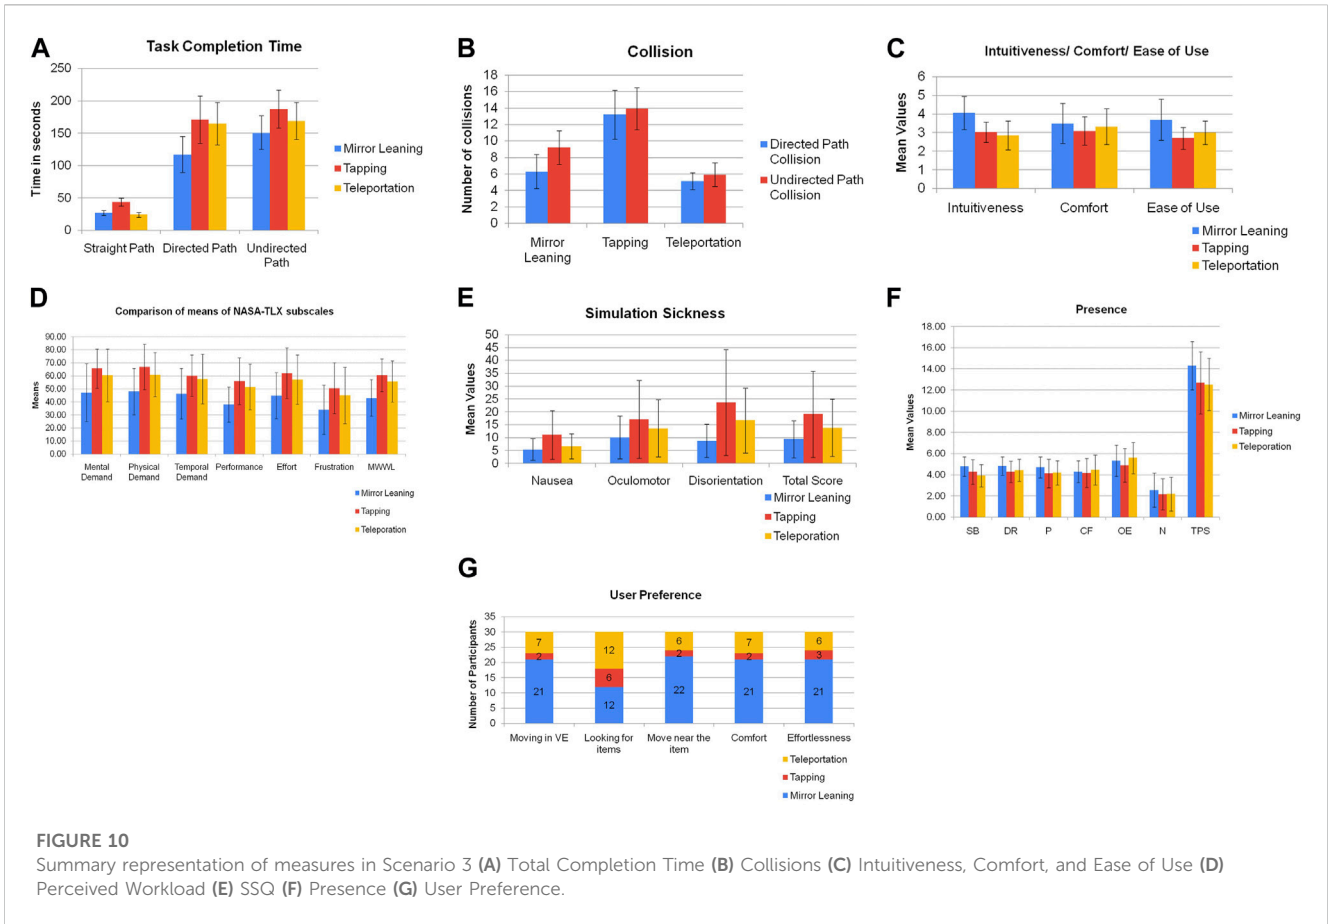 A
Task Completion Time
250
200
150
100
50
0
Time in seconds
Straight Path Directed Path Undirected Path
Mirror Leaning
Tapping
Teleportation
B
Collision
18
16
14
12
10
8
6
4
2
0
Number of collisions
Mirror Leaning Tapping Teleportation
Directed Path Collision
Undirected Path Collision
C
Intuitiveness/ Comfort/ Ease of Use
6
5
4
3
2
1
0
Mean Values
Intuitiveness Comfort Ease of Use
Mirror Leaning
Tapping
Teleportation
D
Comparison of means of NASA-TLX subscales
90.00
80.00
70.00
60.00
50.00
40.00
30.00
20.00
10.00
0.00
Means
Mental Demand Physical Demand Temporal Demand Performance Effort Frustration MWWL
Mirror Leaning
Tapping
Teleporation
E
Simulation Sickness
50
45
40
35
30
25
20
15
10
5
0
Mean Values
Nausea Oculomotor Disorientation Total Score
Mirror Leaning
Tapping
Teleporation
F
Presence
18.00
16.00
14.00
12.00
10.00
8.00
6.00
4.00
2.00
0.00
Mean Values
SB DR P CF OE N TPS
Mirror Leaning
Tapping
Teleporation
G
User Preference
35
30
25
20
15
10
5
0
Number of Participants
7 12 6 7 6
2 6 2 2 3
21 12 22 21 21
Moving in VE Looking for items Move near the item Comfort Effortlessness
Teleportation
Tapping
Mirror Leaning
FIGURE 10
Summary representation of measures in Scenario 3 (A) Total Completion Time (B) Collisions (C) Intuitiveness, Comfort, and Ease of Use (D)
Perceived Workload (E) SSQ (F) Presence (G) User Preference.